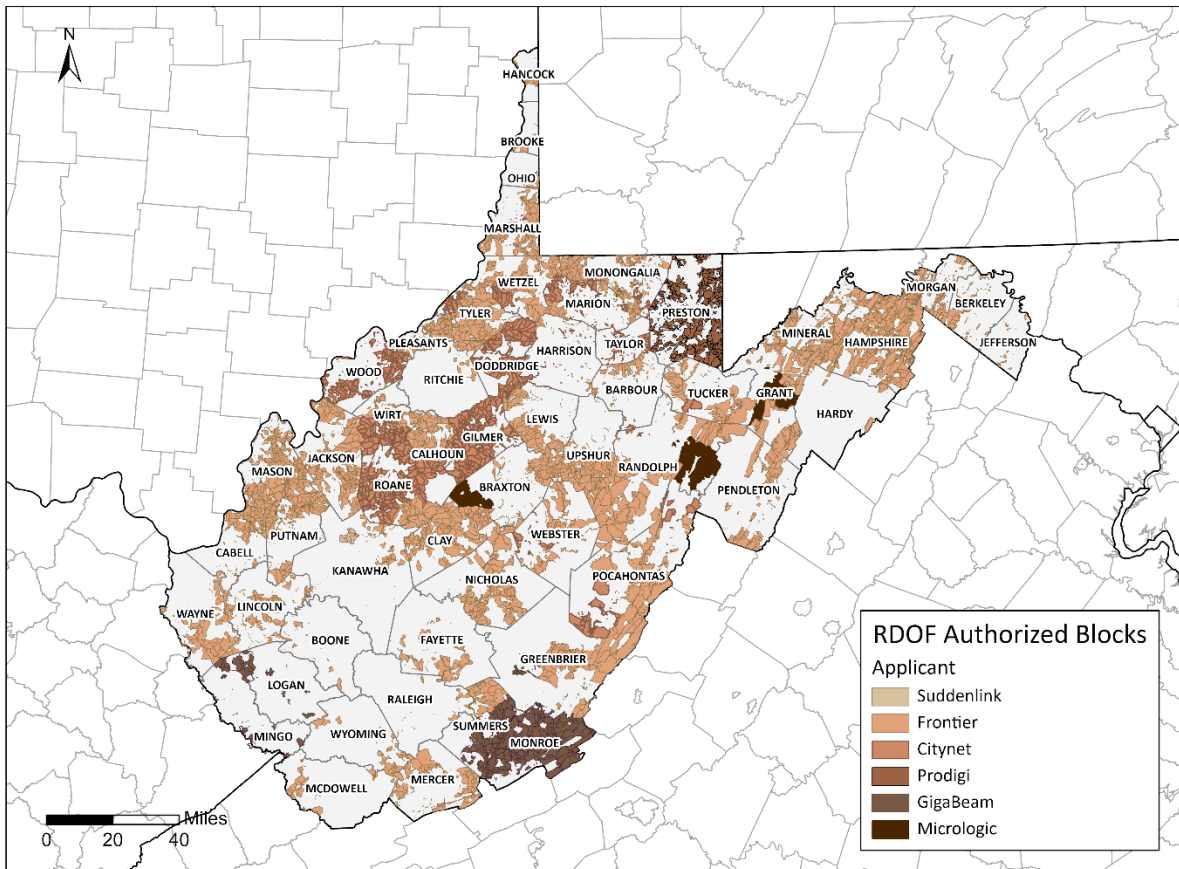 N
HANCOCK
BROOKE
OHIO
MARSHALL
WETZEL
MONONGALIA
MARION
PRESTON
MORGAN
BERKELEY
JEFFERSON
TYLER
PLEASANTS
MINERAL
HAMPSHIRE
WOOD
RITCHIE
DODDRIDGE
HARRISON
TAYLOR
BARBOUR
TUCKER
GRANT
HARDY
WIRT
LEWIS
GILMER
CALHOUN
UPSHUR
RANDOLPH
JACKSON
MASON
ROANE
BRAXTON
PENDLETON
PUTNAM
CLAY
WEBSTER
CABELL
KANAWHA
NICHOLAS
POCAHONTAS
WAYNE
LINCOLN
BOONE
FAYETTE
GREENBRIER
LOGAN
RALEIGH
MINGO
WYOMING
SUMMERS
MONROE
MCDOWELL
MERCER
Miles
0 20 40
RDOF Authorized Blocks
Applicant
Suddenlink
Frontier
Citynet
Prodigi
GigaBeam
Micrologic